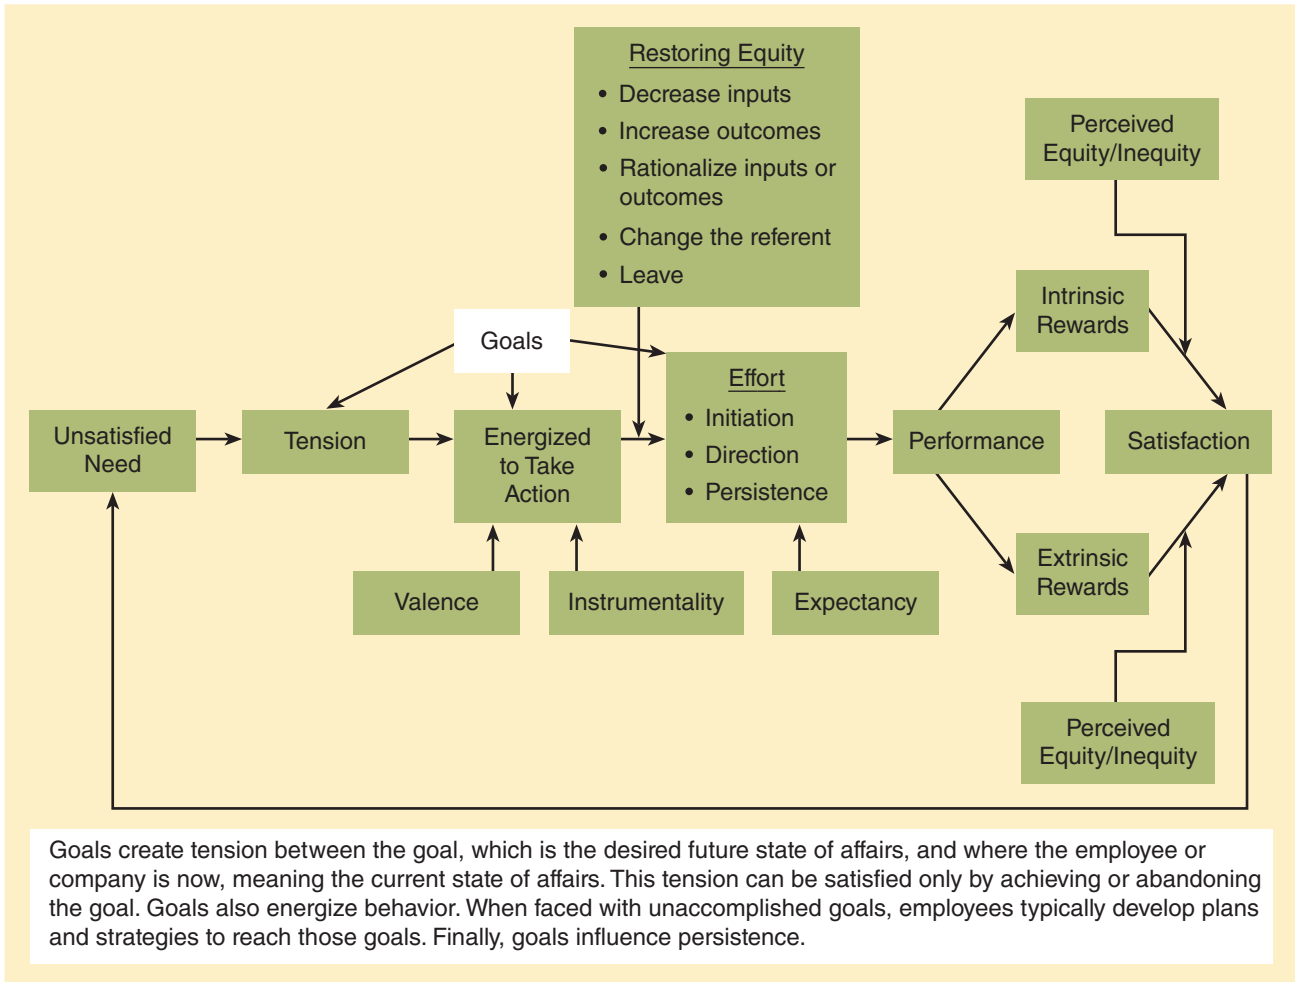 Restoring Equity
• Decrease inputs
• Increase outcomes
• Rationalize inputs or
outcomes
• Change the referent
• Leave
Perceived
Equity/Inequity
Intrinsic
Rewards
Goals
Effort
• Initiation
• Direction
• Persistence
Unsatisfied
Need
Tension
Energized
to Take
Action
Performance
Satisfaction
Extrinsic
Rewards
Valence
Instrumentality
Expectancy
Perceived
Equity/Inequity
Goals create tension between the goal, which is the desired future state of affairs, and where the employee or
company is now, meaning the current state of affairs. This tension can be satisfied only by achieving or abandoning
the goal. Goals also energize behavior. When faced with unaccomplished goals, employees typically develop plans
and strategies to reach those goals. Finally, goals influence persistence.